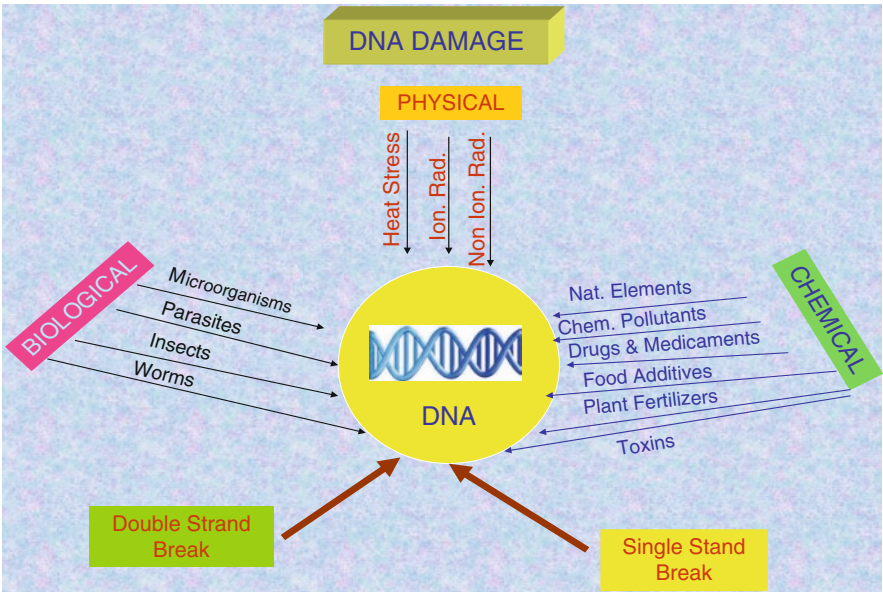 DNA DAMAGE
PHYSICAL
Heat Stress
Ion. Rad.
Non Ion. Rad.
BIOLOGICAL
Microorganisms
Parasites
Insects
Worms
CHEMICAL
Nat. Elements
Chem. Pollutants
Drugs & Medicaments
Food Additives
Plant Fertilizers
Toxins
DNA
Double Strand
Break
Single Stand
Break